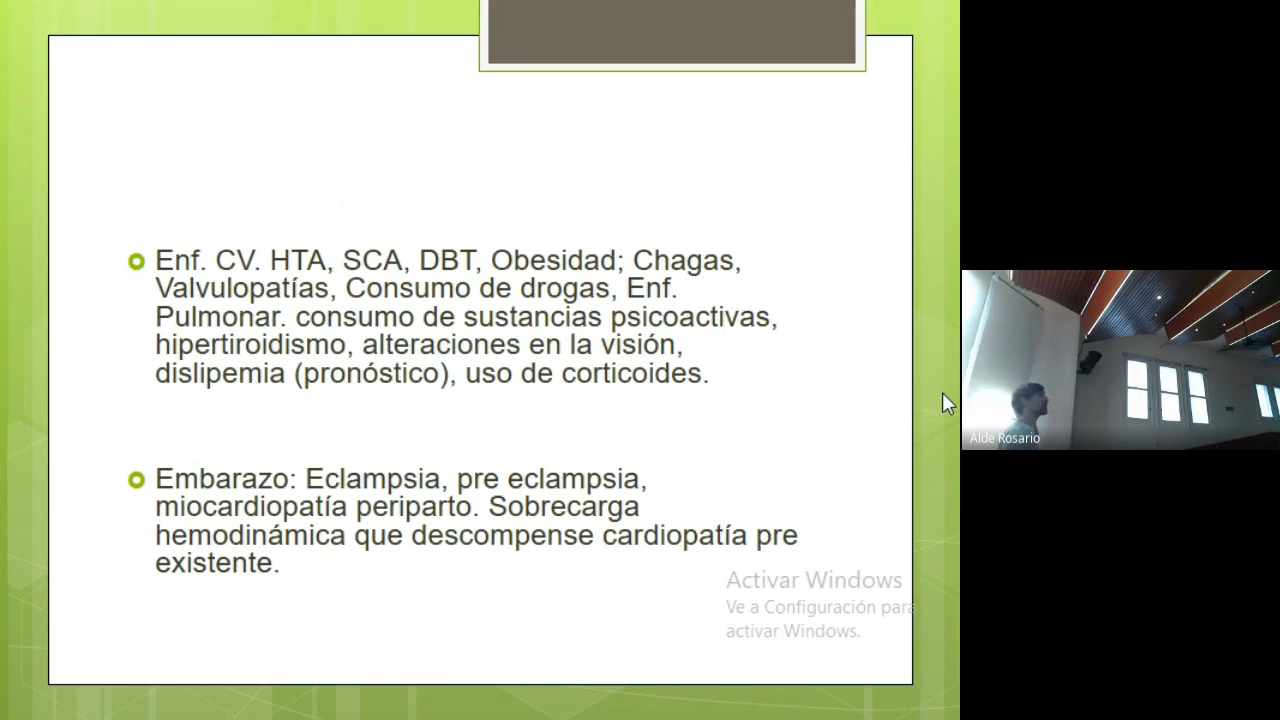 Enf. CV. HTA, SCA, DBT, Obesidad; Chagas,
Valvulopatías, Consumo de drogas, Enf.
Pulmonar. consumo de sustancias psicoactivas,
hipertiroidismo, alteraciones en la visión,
dislipemia (pronóstico), uso de corticoides.
Embarazo: Eclampsia, pre eclampsia,
miocardiopatía periparto. Sobrecarga
hemodinámica que descompense cardiopatía pre
existente.
Activar Windows
Ve a Configuración para
activar Windows.
Alde Rosario